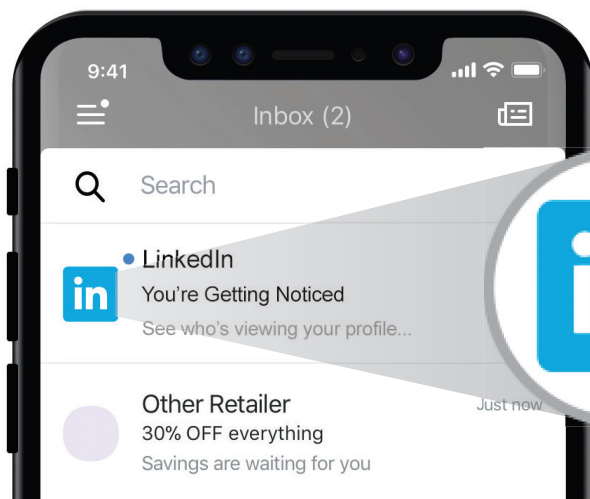 9:41
Inbox (2)
Search
LinkedIn
in
You're Getting Noticed
See who's viewing your profile...
Other Retailer
Just now
30% OFF everything
Savings are waiting for you